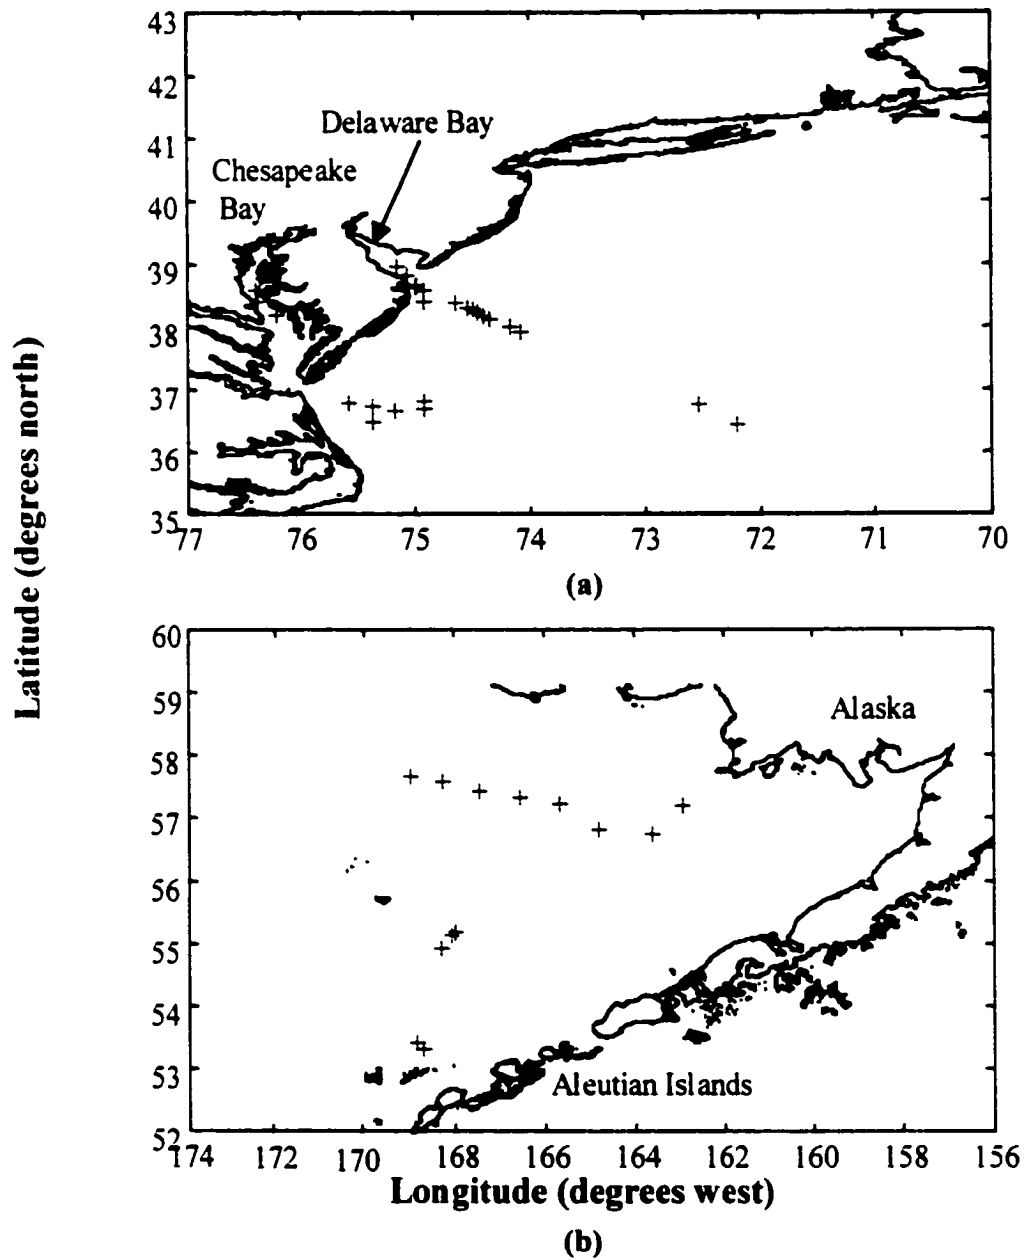 43
42
Delaware Bay
41
Chesapeake
Bay
40
39
38
37
36
35
77 76 75 74 73 72 71 70
(a)
Latitude (degrees north)
60
59
Alaska
58
57
56
55
54
53
Aleutian Islands
52
174 172 170 168 166 164 162 160 158 156
Longitude (degrees west)
(b)